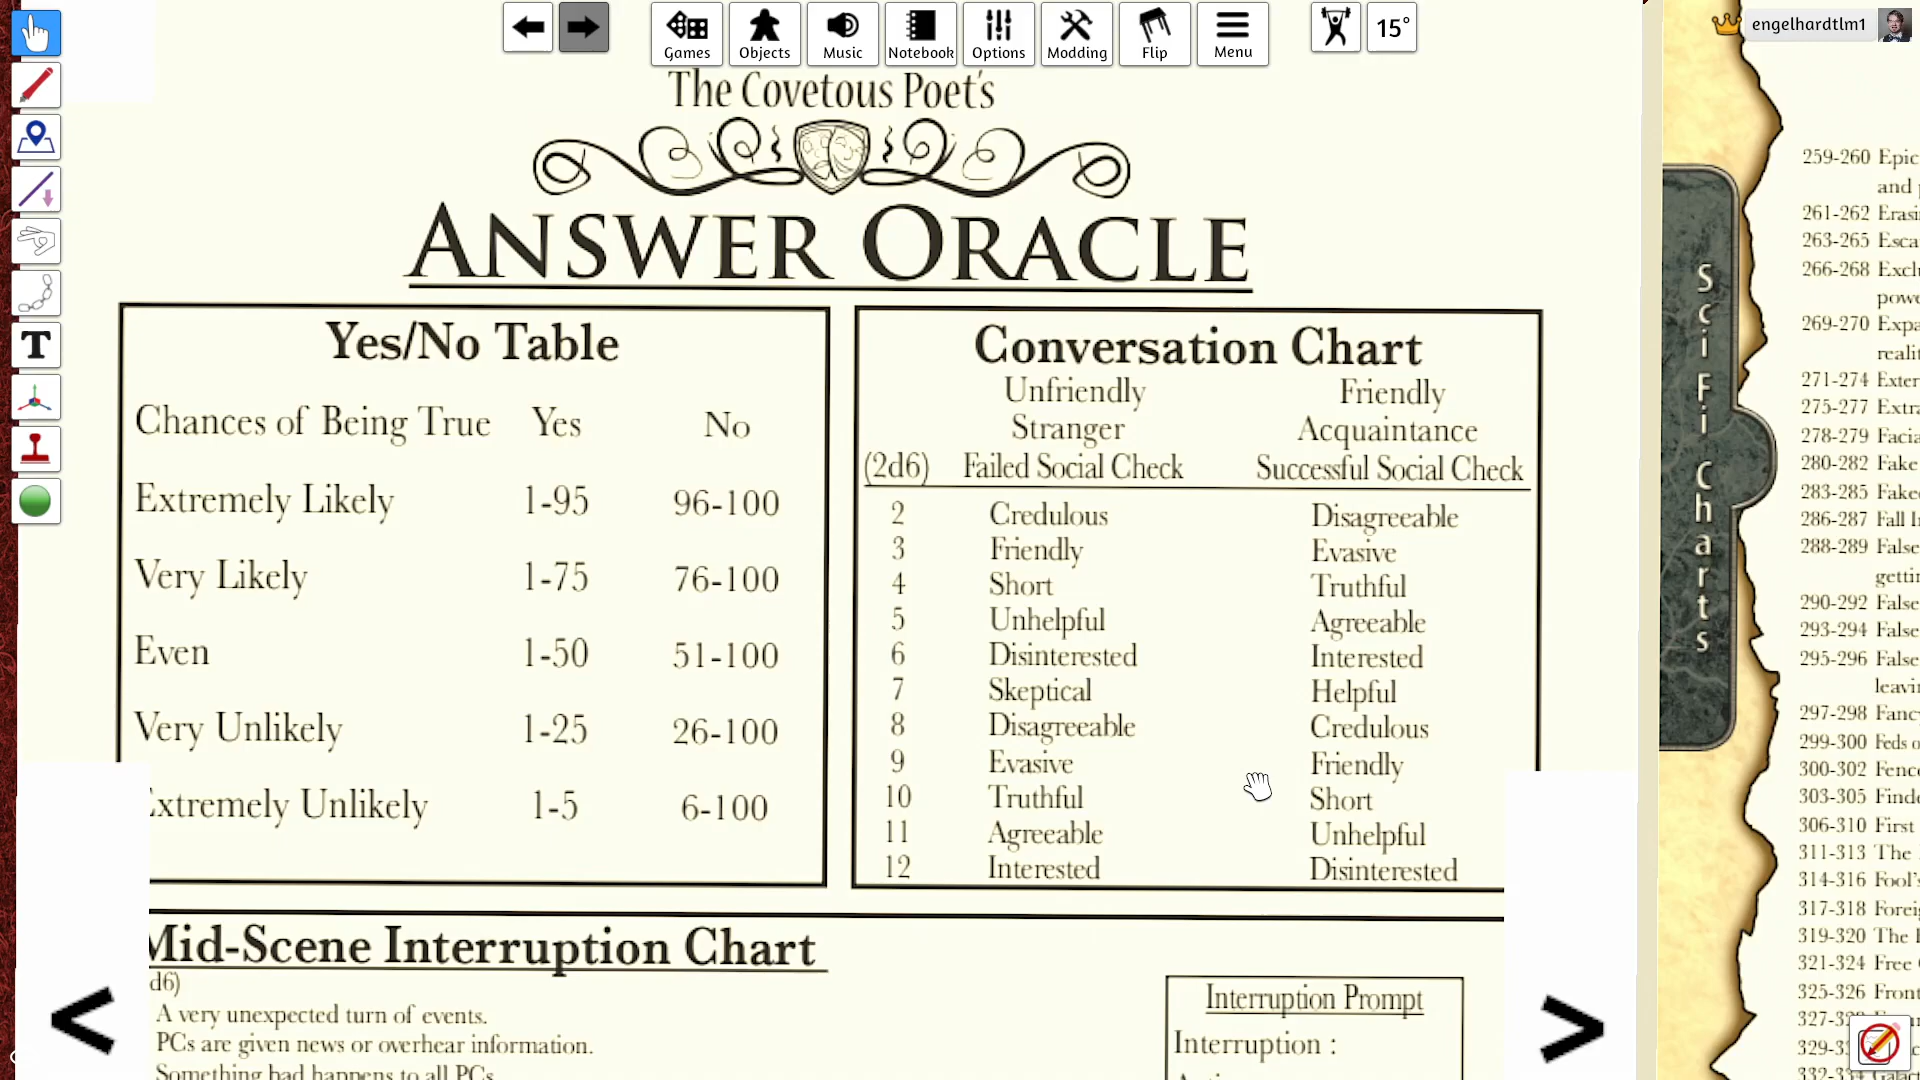 Games Objects Music Notebook Options Modding Flip Menu 15°
engelhardtlm1
The Covetous Poet's
ANSWER ORACLE
Yes/No Table
Chances of Being True Yes No
Extremely Likely 1-95 96-100
Very Likely 1-75 76-100
Even 1-50 51-100
Very Unlikely 1-25 26-100
Extremely Unlikely 1-5 6-100
Conversation Chart
Unfriendly Friendly
Stranger Acquaintance
(2d6) Failed Social Check Successful Social Check
2 Credulous Disagreeable
3 Friendly Evasive
4 Short Truthful
5 Unhelpful Agreeable
6 Disinterested Interested
7 Skeptical Helpful
8 Disagreeable Credulous
9 Evasive Friendly
10 Truthful Short
11 Agreeable Unhelpful
12 Interested Disinterested
Mid-Scene Interruption Chart
d6)
A very unexpected turn of events.
PCs are given news or overhear information.
Something bad happens to all PCs
Interruption Prompt
Interruption :
< >
Sci Fi Charts
259-260 Epic
and
261-262
263-265
266-268
269-270
271-274
275-277
278-279
280-282 Fake
283-285
286-287 Fall
288-289 False
290-292 False
293-294 False
295-296 False
297-298
299-300 Feds
300-302
303-305
306-310 First
311-313 The
314-316 Fool's
317-318
319-320 The
321-324 Free
325-326